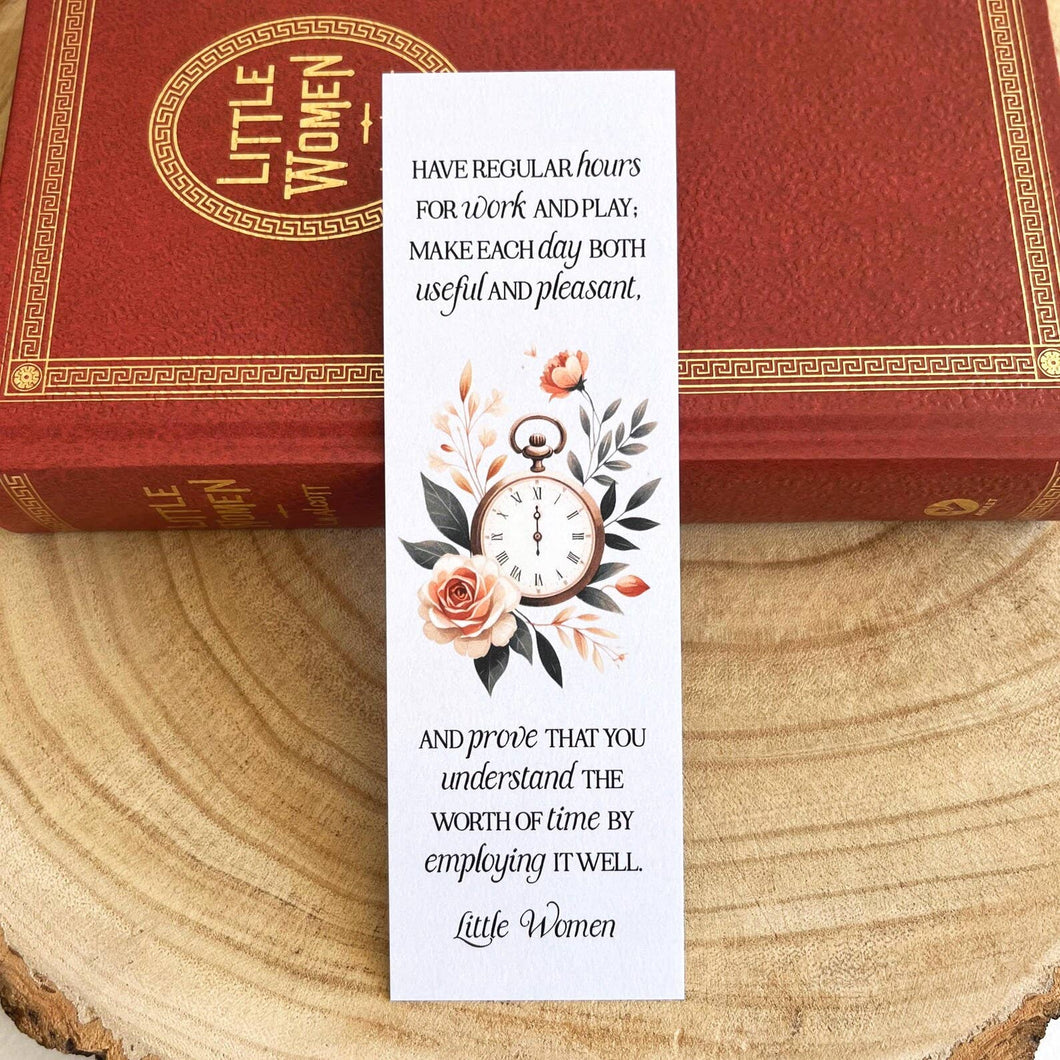 LITTLE
WOMEN
HAVE REGULAR hours
FOR work AND PLAY;
MAKE EACH day BOTH
useful AND pleasant,
AND prove THAT YOU
understand THE
WORTH OF time BY
employing IT WELL.
Little Women
LITTLE
WOMEN